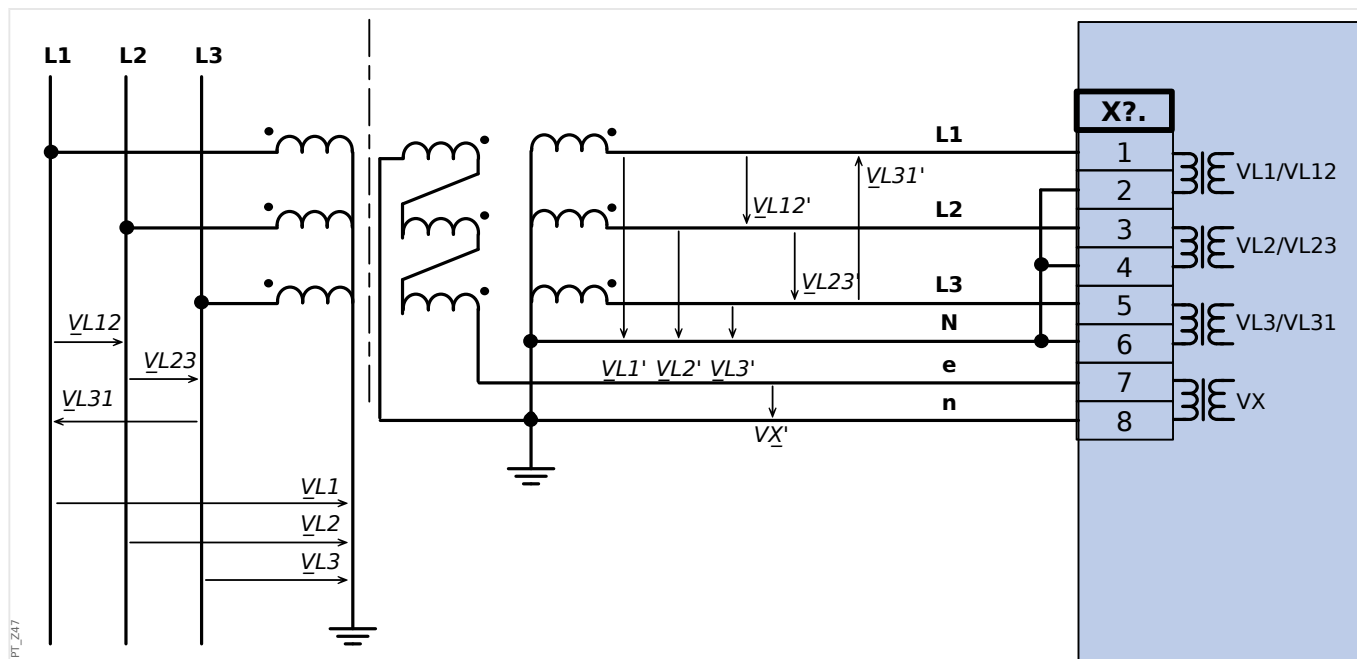 L1 L2 L3
X?.
L1
1
VL1/VL12
VL31'
2
VL12'
L2
3
VL2/VL23
4
VL23'
L3
5
VL3/VL31
N
6
VL12
VL23
VL1' VL2' VL3'
e
7
VX
VL31
n
8
VX'
VL1
VL2
VL3
PT_Z47